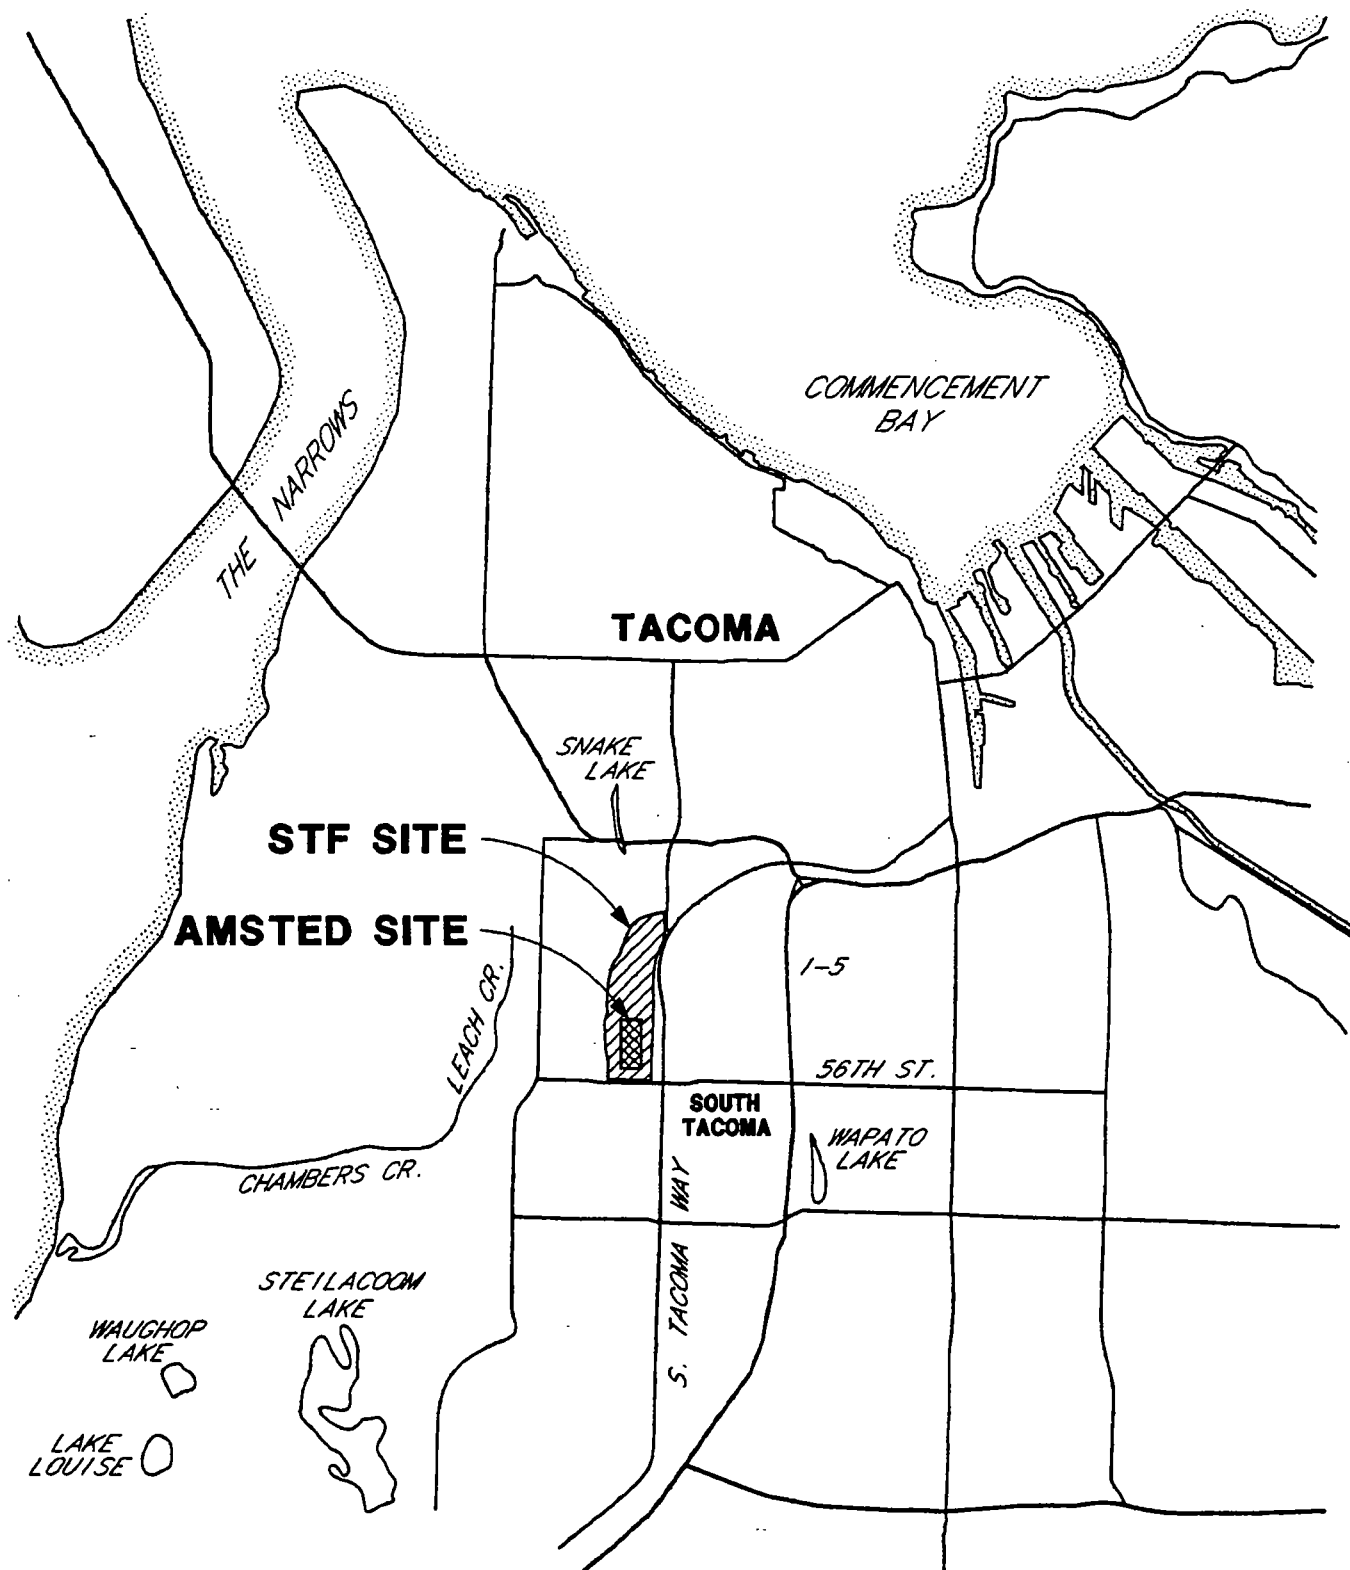 COMMENCEMENT
BAY
THE NARROWS
TACOMA
SNAKE
LAKE
STF SITE
AMSTED SITE
LEACH CR.
I-5
56TH ST.
SOUTH
TACOMA
WAPATO
LAKE
CHAMBERS CR.
S. TACOMA WAY
STEILACOOM
LAKE
WAUGHOP
LAKE
LAKE
LOUISE